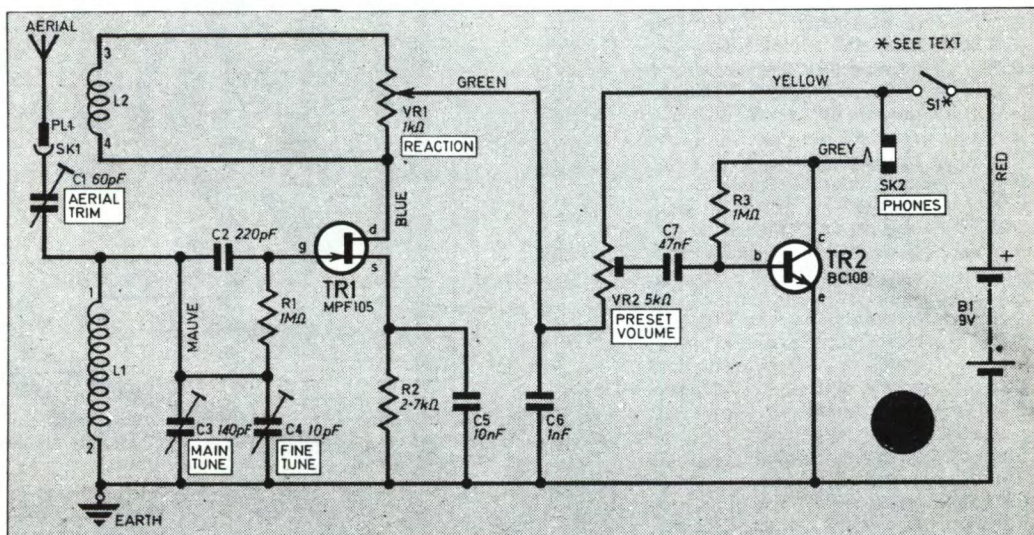 AERIAL
3
L2
4
PL1
SK1
C1 60pF
AERIAL
TRIM
VR1
1kΩ
REACTION
GREEN
BLUE
C2 220pF
g
d
s
TR1
MPF105
R1
1MΩ
MAUVE
1
L1
2
C3 140pF
MAIN
TUNE
C4 10pF
FINE
TUNE
R2
2·7kΩ
C5
10nF
C6
1nF
EARTH
* SEE TEXT
YELLOW
S1*
GREY
SK2
PHONES
RED
R3
1MΩ
C7
47nF
VR2 5kΩ
PRESET
VOLUME
b
c
e
TR2
BC108
+
B1
9V